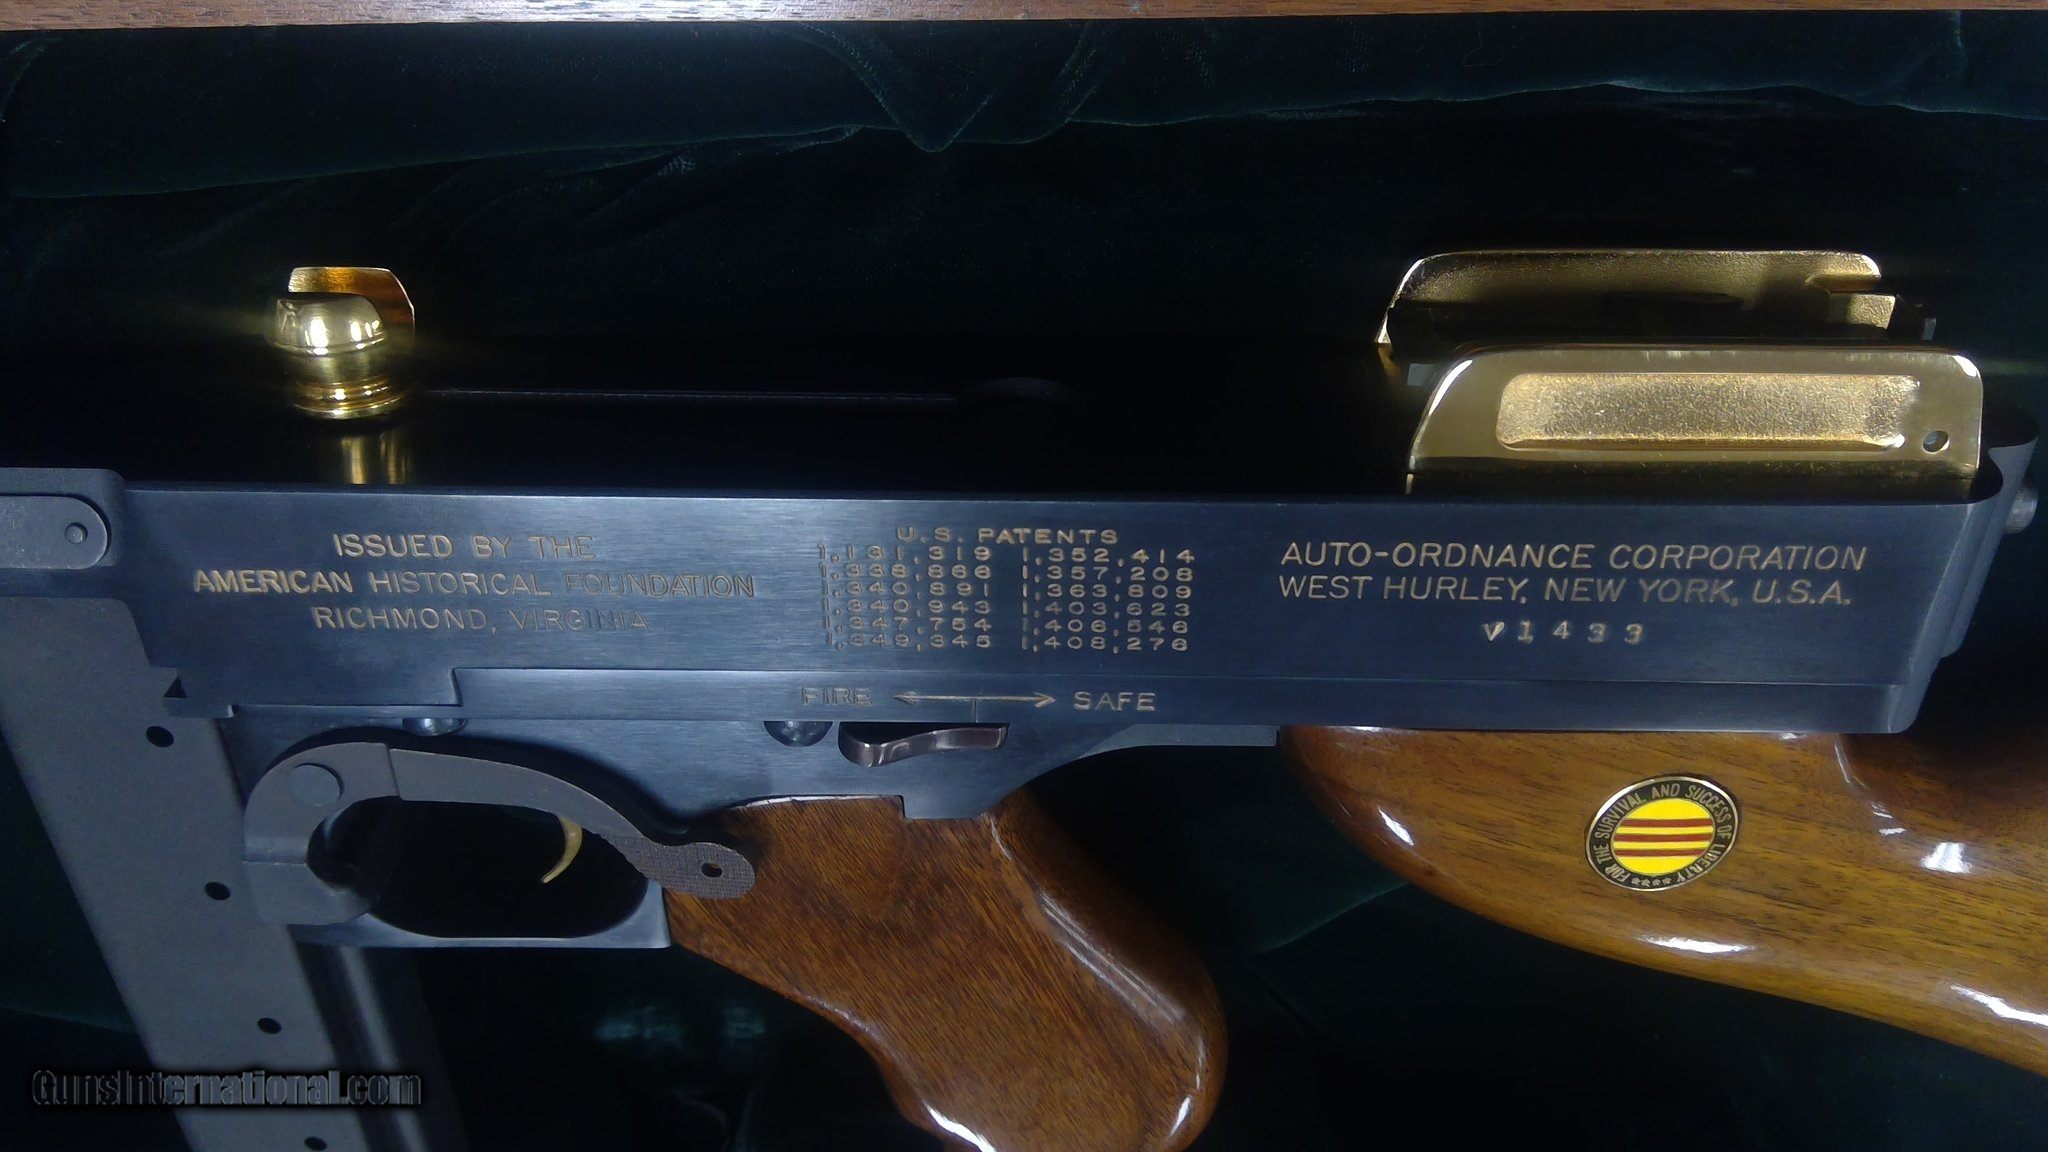 ISSUED BY THE
AMERICAN HISTORICAL FOUNDATION
RICHMOND, VIRGINIA
U.S. PATENTS
1,131,319 1,352,414
1,338,866 1,357,208
1,340,891 1,363,809
1,340,943 1,403,623
1,347,754 1,406,546
1,349,345 1,408,276
AUTO-ORDNANCE CORPORATION
WEST HURLEY, NEW YORK, U.S.A.
V1433
FIRE SAFE
FOR THE SURVIVAL AND SUCCESS OF LIBERTY
GunsInternational.com